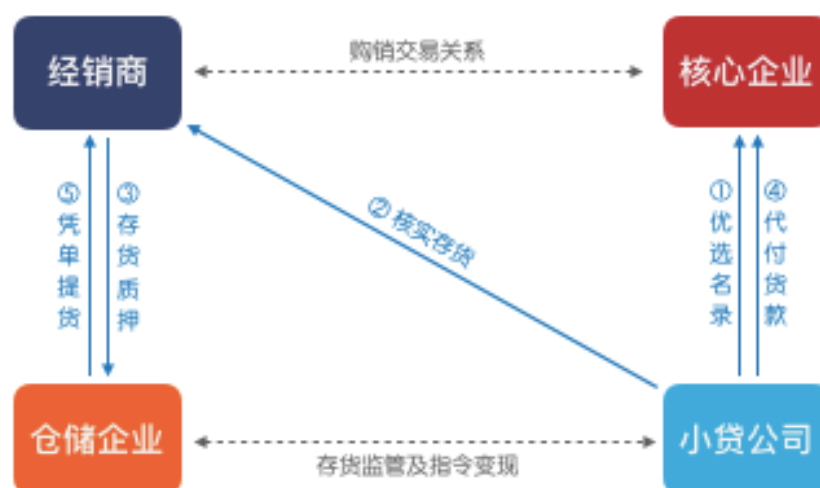 经销商
购销交易关系
核心企业
⑤凭单提货
③存货质押
②核实存货
①优选名录
④代付货款
仓储企业
存货监管及指令变现
小贷公司